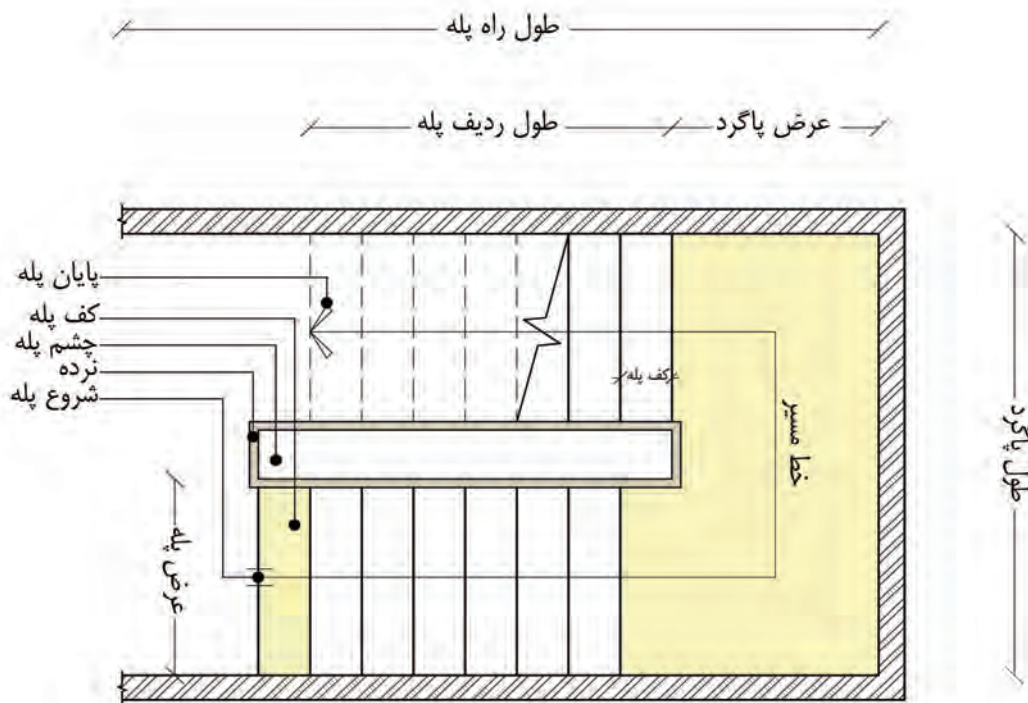 طول راه پله
عرض پاگرد
طول ردیف پله
پایان پله
کف پله
چشم پله
نرده
شروع پله
کف پله
خط مسیر
طول پاگرد
عرض پله